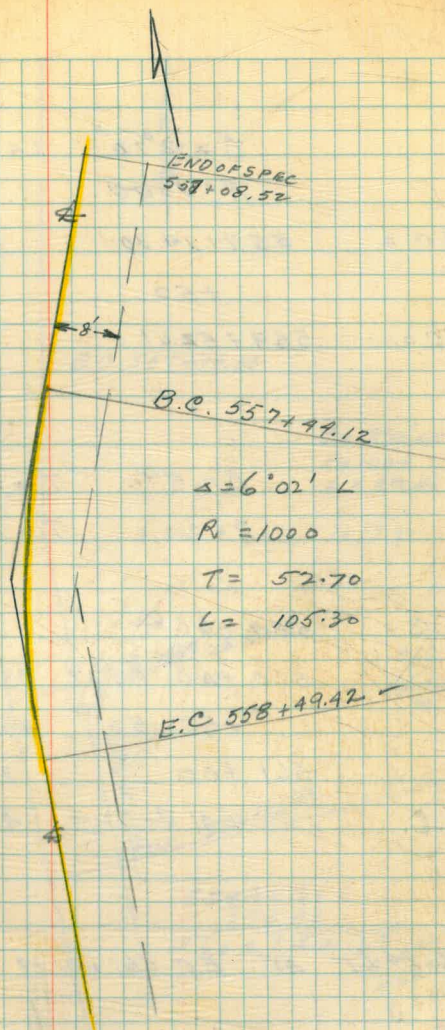 END OF SPEC
557+08.52
℄
8'
B.C. 557+44.12
Δ=6°02' L
R =1000
T= 52.70
L= 105.30
E.C 558+49.42 ✓
℄